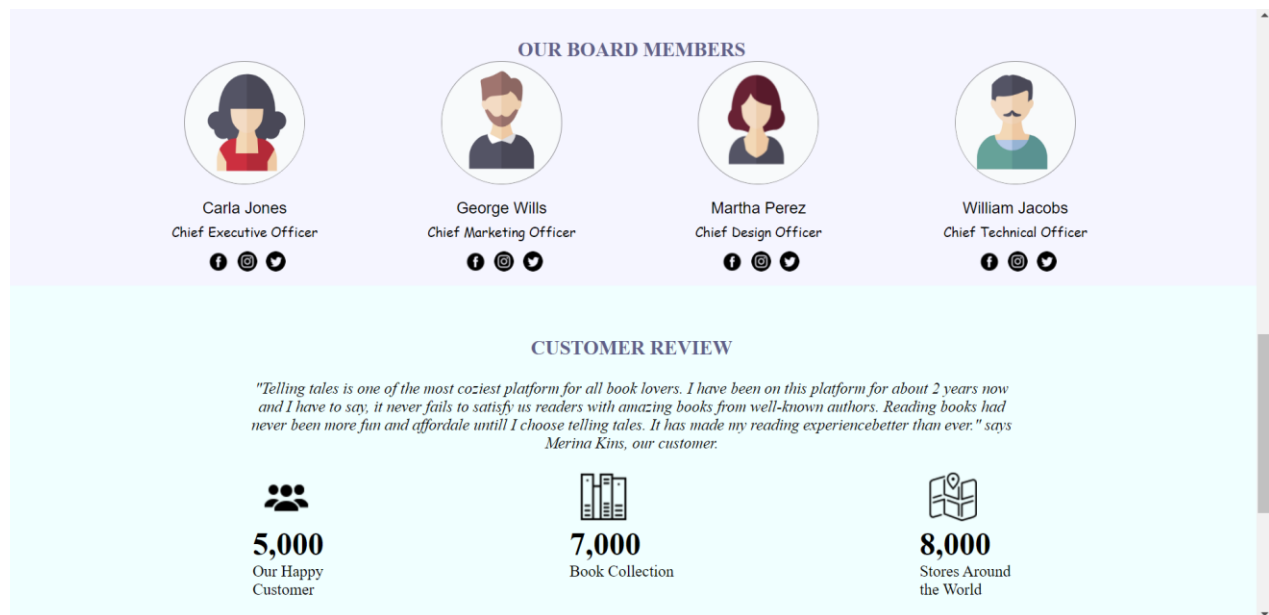 OUR BOARD MEMBERS
Carla Jones
Chief Executive Officer
George Wills
Chief Marketing Officer
Martha Perez
Chief Design Officer
William Jacobs
Chief Technical Officer
CUSTOMER REVIEW
"Telling tales is one of the most coziest platform for all book lovers. I have been on this platform for about 2 years now
and I have to say, it never fails to satisfy us readers with amazing books from well-known authors. Reading books had
never been more fun and affordale untill I choose telling tales. It has made my reading experiencebetter than ever." says
Merina Kins, our customer.
5,000
Our Happy
Customer
7,000
Book Collection
8,000
Stores Around
the World